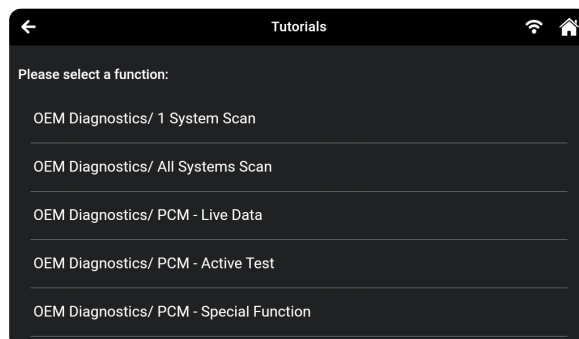 Tutorials
Please select a function:
OEM Diagnostics/ 1 System Scan
OEM Diagnostics/ All Systems Scan
OEM Diagnostics/ PCM - Live Data
OEM Diagnostics/ PCM - Active Test
OEM Diagnostics/ PCM - Special Function